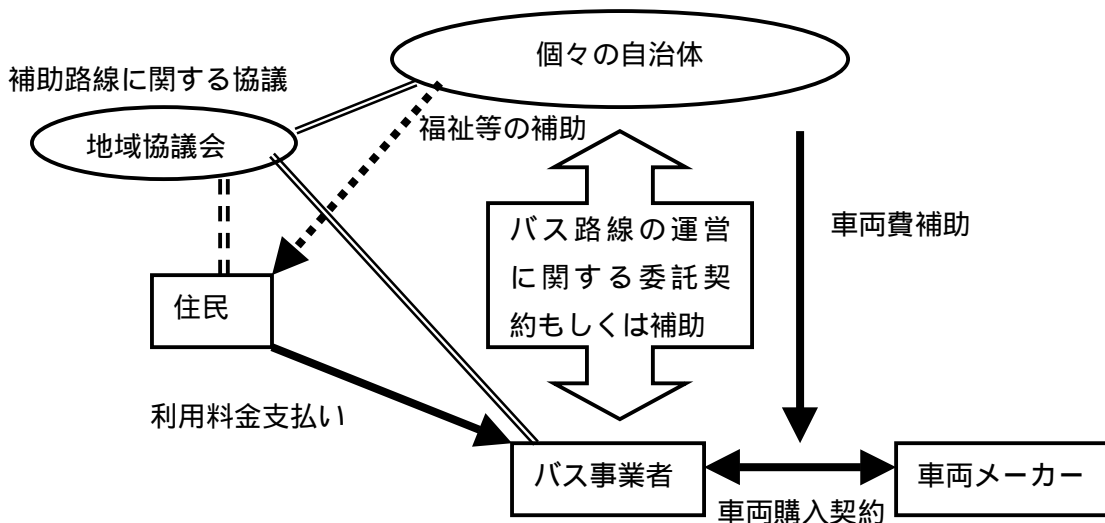 個々の自治体
補助路線に関する協議
地域協議会
福祉等の補助
バス路線の運営
に関する委託契
約もしくは補助
車両費補助
住民
利用料金支払い
バス事業者
車両メーカー
車両購入契約